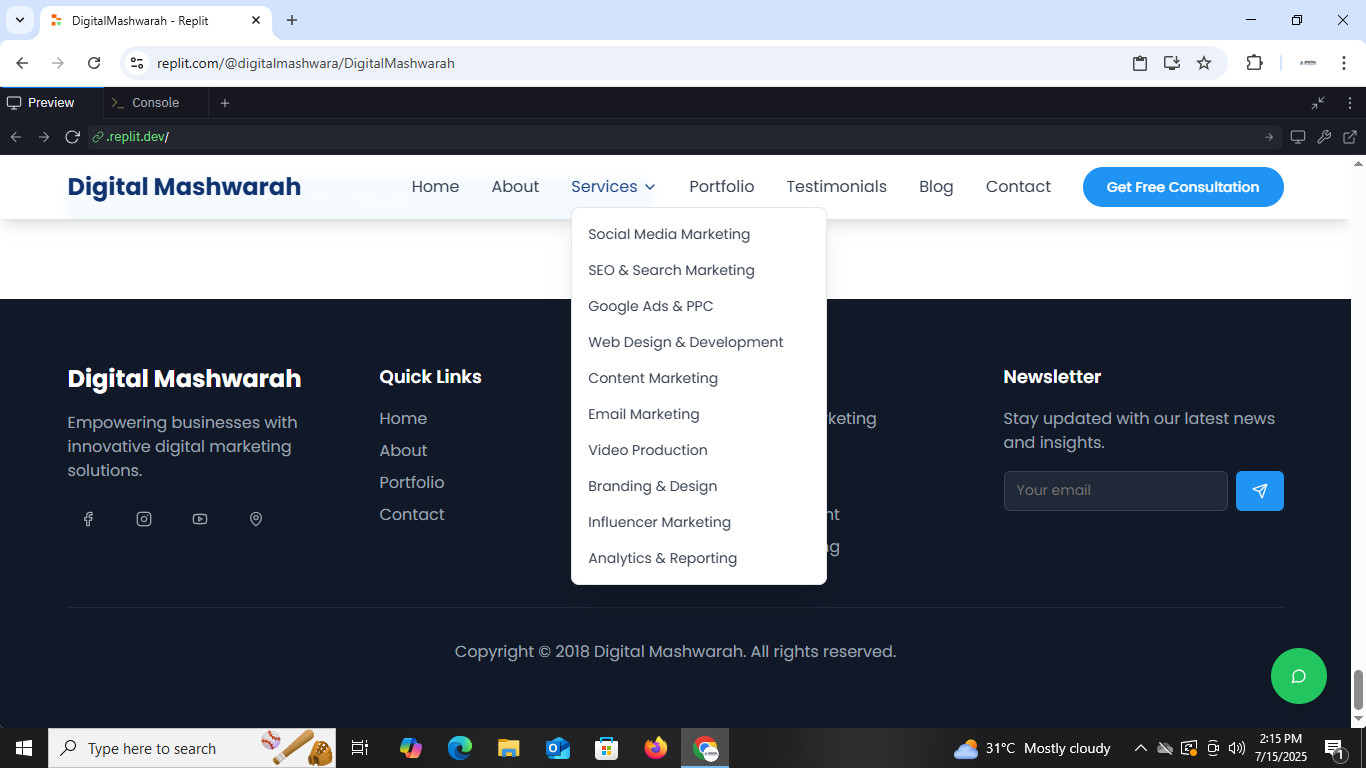 DigitalMashwarah - Replit
replit.com/@digitalmashwara/DigitalMashwarah
Preview
Console
.replit.dev/
Digital Mashwarah
Home
About
Services
Portfolio
Testimonials
Blog
Contact
Get Free Consultation
Social Media Marketing
SEO & Search Marketing
Google Ads & PPC
Web Design & Development
Content Marketing
Email Marketing
Video Production
Branding & Design
Influencer Marketing
Analytics & Reporting
Digital Mashwarah
Empowering businesses with
innovative digital marketing
solutions.
Quick Links
Home
About
Portfolio
Contact
Newsletter
Stay updated with our latest news
and insights.
Your email
Copyright © 2018 Digital Mashwarah. All rights reserved.
Type here to search
31°C Mostly cloudy
2:15 PM
7/15/2025
1